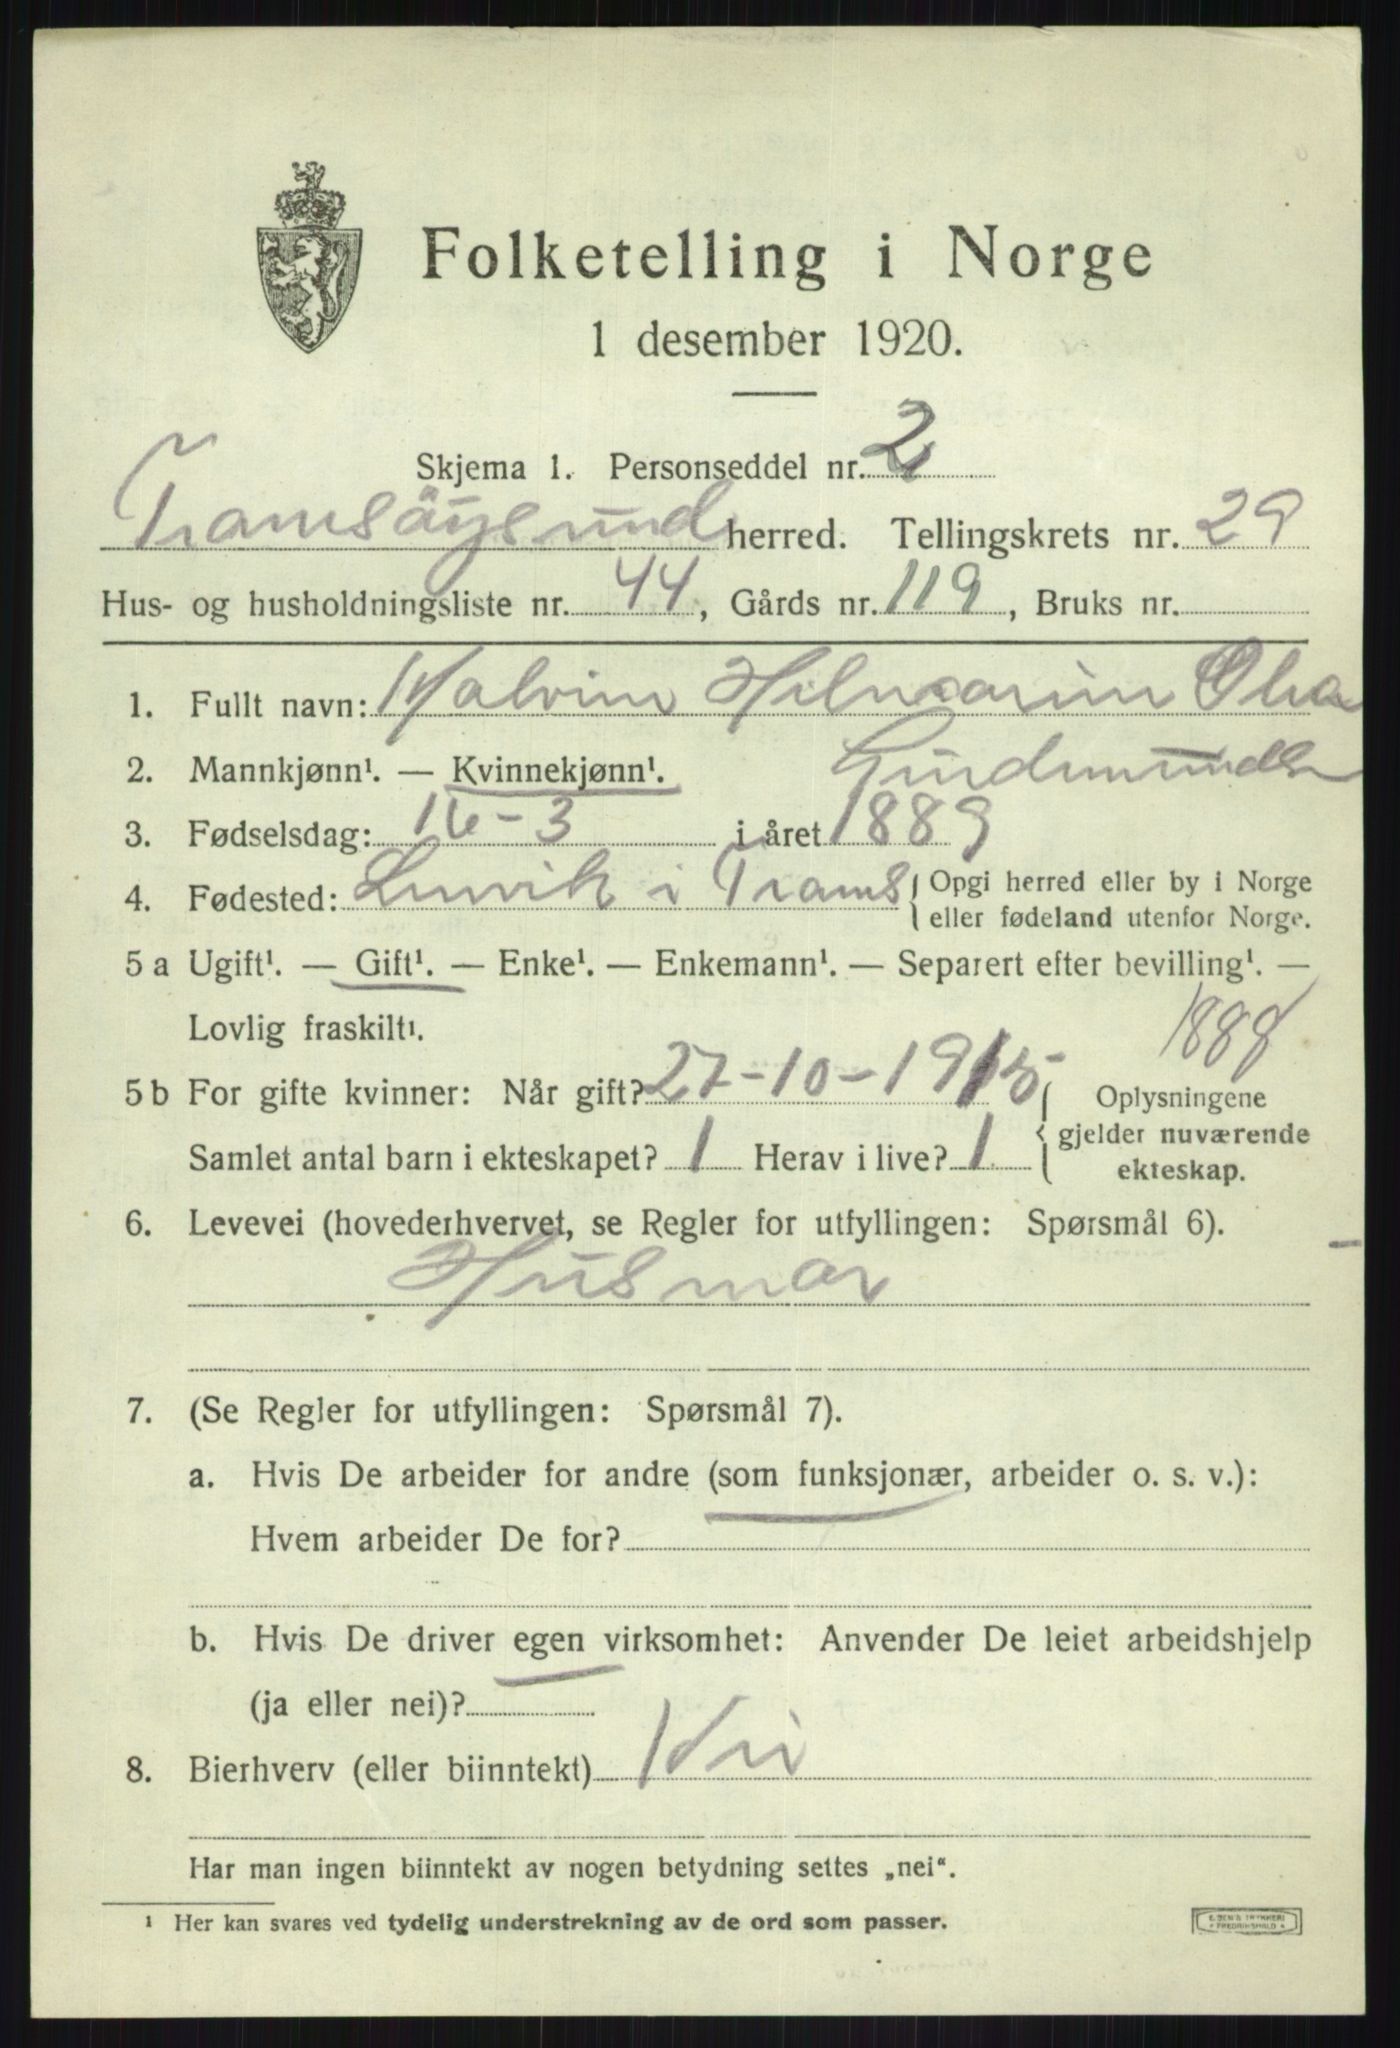 Folketelling i Norge
1 desember 1920.
Skjema 1. Personseddel nr. 2
Tromsöysund herred. Tellingskrets nr. 29
Hus- og husholdningsliste nr. 44, Gårds nr. 119, Bruks nr.
1. Fullt navn: Malvine Olea
2. Mannkjønn¹. — Kvinnekjønn¹.
3. Fødselsdag: 16-3 i året 1889
4. Fødested: i Troms { Opgi herred eller by i Norge
eller fødeland utenfor Norge.
5 a Ugift¹. — Gift¹. — Enke¹. — Enkemann¹. — Separert efter bevilling¹. —
Lovlig fraskilt¹.
1888
5 b For gifte kvinner: Når gift? 27-10-1915 { Oplysningene
gjelder nuværende
Samlet antal barn i ekteskapet? 1 Herav i live? 1
ekteskap.
6. Levevei (hovederhvervet, se Regler for utfyllingen: Spørsmål 6).
Husmor
7. (Se Regler for utfyllingen: Spørsmål 7).
a. Hvis De arbeider for andre (som funksjonær, arbeider o. s. v.):
Hvem arbeider De for?
b. Hvis De driver egen virksomhet: Anvender De leiet arbeidshjelp
(ja eller nei)?
8. Bierhverv (eller biinntekt) Nei
Har man ingen biinntekt av nogen betydning settes „nei“.
¹ Her kan svares ved tydelig understrekning av de ord som passer.